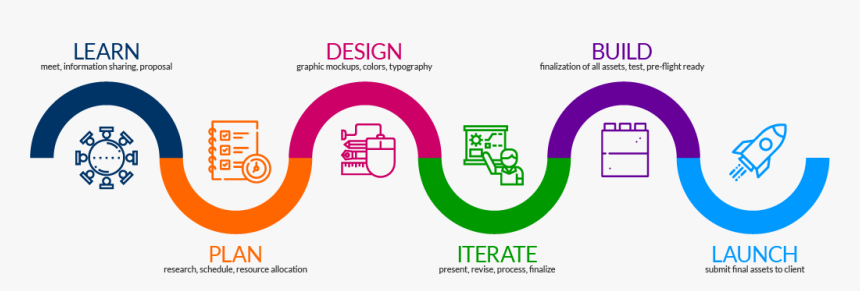 LEARN
meet, information sharing, proposal
PLAN
research, schedule, resource allocation
DESIGN
graphic mockups, colors, typography
ITERATE
present, revise, process, finalize
BUILD
finalization of all assets, test, pre-flight ready
LAUNCH
submit final assets to client